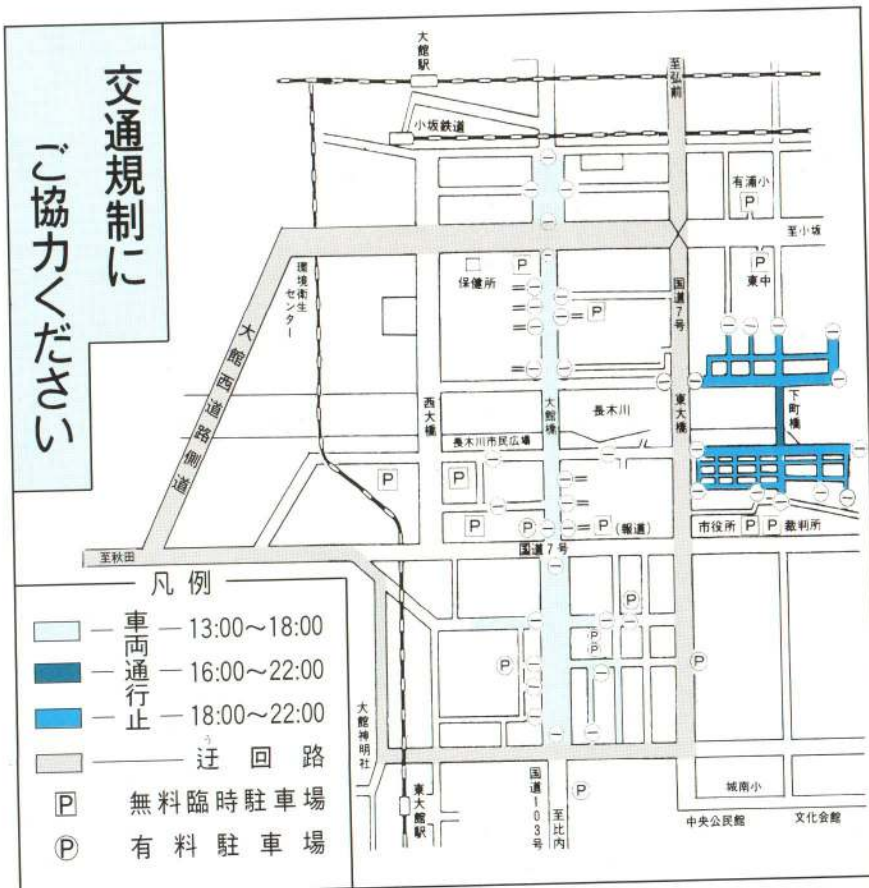 交通規制に
ご協力ください
大館駅
小坂鉄道
至弘前
有浦小
P
至小坂
P
東中
環境衛生センター
保健所
P
P
国道7号
大館西道路側道
西大橋
大館橋
長木川
東大橋
下町橋
長木川市民広場
P
P
P
P
P
(報道)
市役所
P
P
裁判所
至秋田
国道7号
凡例
車両通行止
13:00〜18:00
16:00〜22:00
18:00〜22:00
う
迂回路
P
無料臨時駐車場
P
有料駐車場
P
P
P
P
P
大館神明社
東大館駅
国道103号
至比内
P
城南小
中央公民館
文化会館